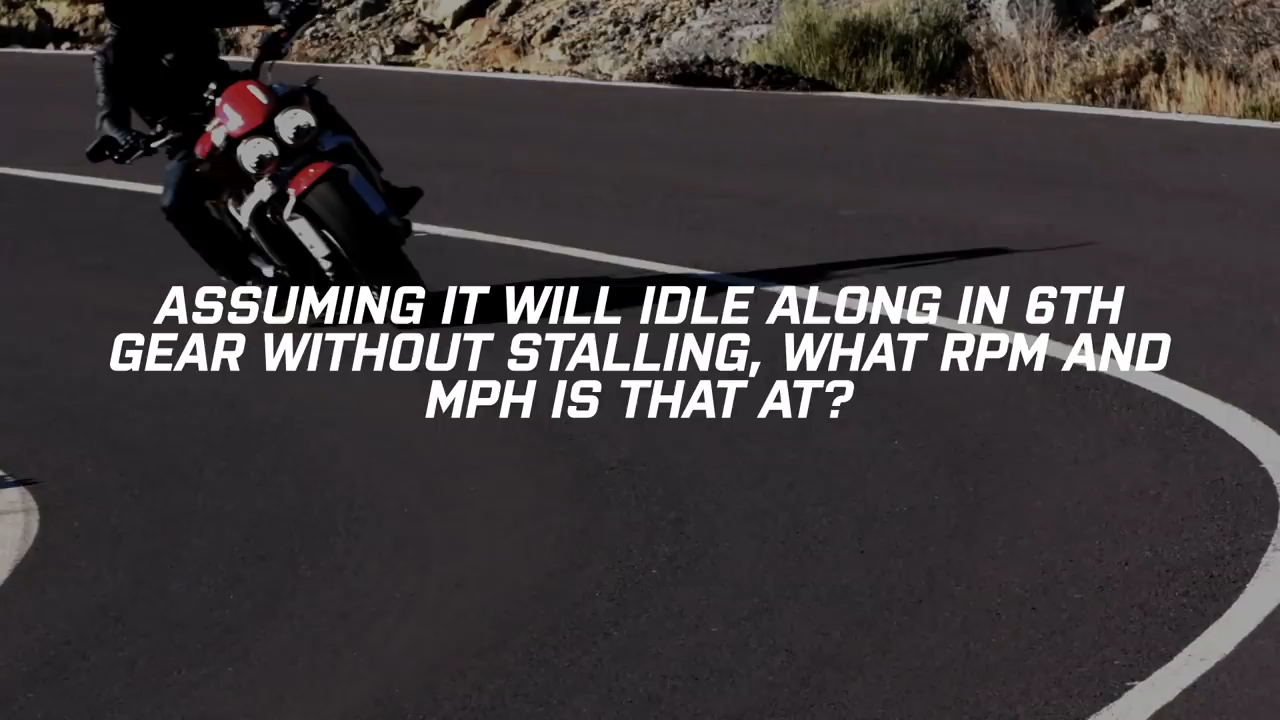 ASSUMING IT WILL IDLE ALONG IN 6TH
GEAR WITHOUT STALLING, WHAT RPM AND
MPH IS THAT AT?